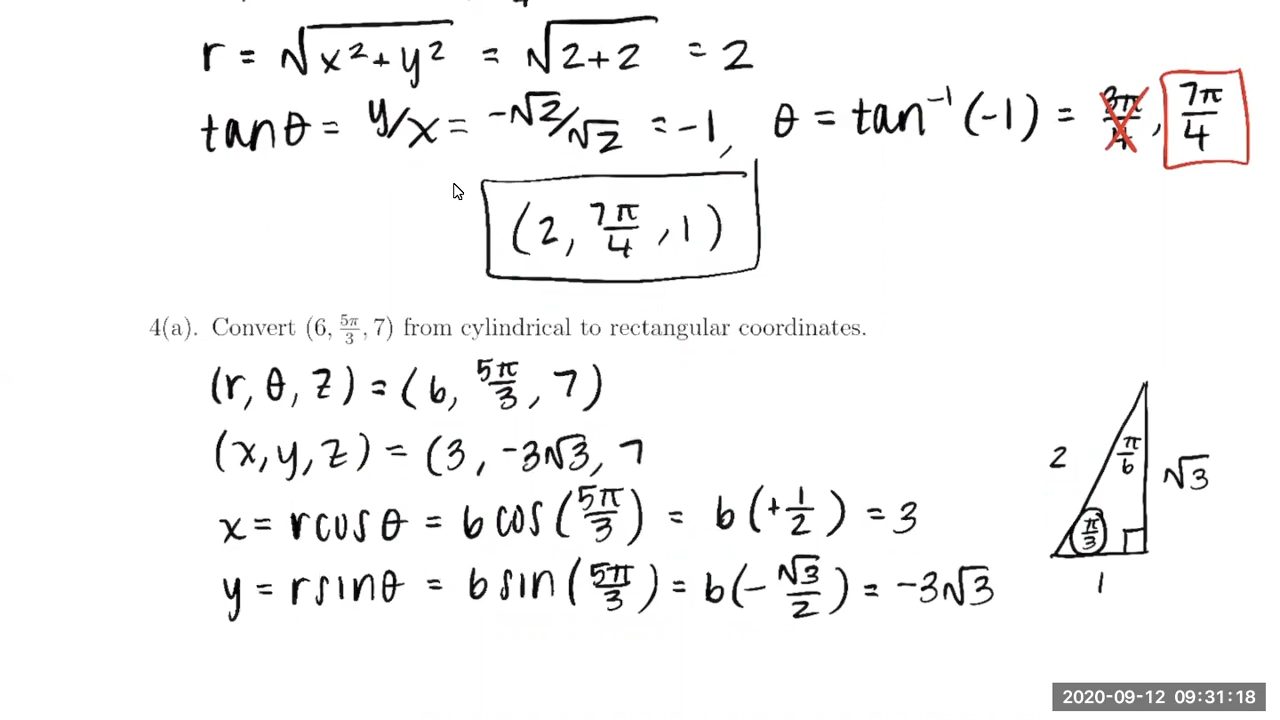 r = √(x²+y²) = √(2+2) = 2
tanθ = y/x = -√2/√2 = -1, θ = tan⁻¹(-1) = 3π/4, 7π/4
(2, 7π/4, 1)
4(a). Convert (6, 5π/3, 7) from cylindrical to rectangular coordinates.
(r, θ, z) = (6, 5π/3, 7)
(x, y, z) = (3, -3√3, 7
x = rcosθ = 6 cos(5π/3) = 6(+1/2) = 3
y = rsinθ = 6 sin(5π/3) = 6(-√3/2) = -3√3
2
π/6
√3
π/3
1
2020-09-12 09:31:18